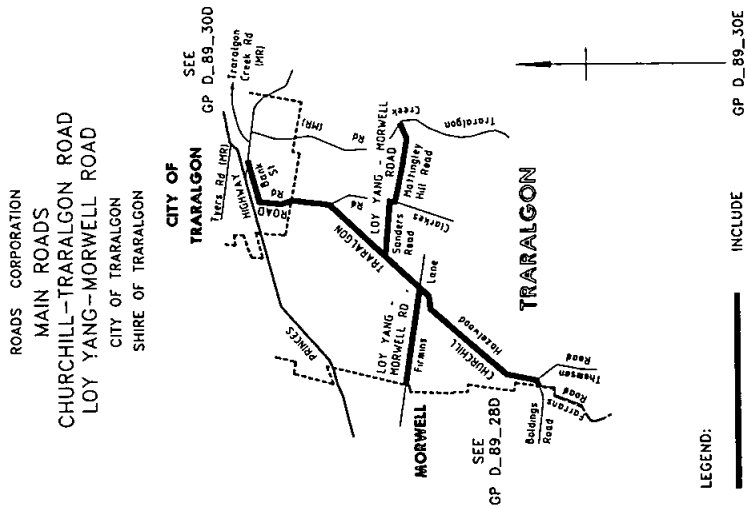 ROADS CORPORATION
MAIN ROADS
CHURCHILL-TRARALGON ROAD
LOY YANG-MORWELL ROAD
CITY OF TRARALGON
SHIRE OF TRARALGON
SEE
GP D_89_30D
Traralgon
Creek Rd
(MR)
CITY OF
TRARALGON
Tyers Rd (MR)
HIGHWAY
Bank
St
Rd
ROAD
(MR)
Rd
Creek
Traralgon
LOY YANG - MORWELL
ROAD
Mattingley
Hill Road
Rd
Clarkes
Sanders
Road
TRARALGON
PRINCES
Lane
LOY YANG -
MORWELL RD
Firmins
Hazelwood
CHURCHILL
TRARALGON
MORWELL
SEE
GP D_89_28D
Boldings
Road
Thomson
Road
Farrans
Road
LEGEND:
INCLUDE
GP D_89_30E